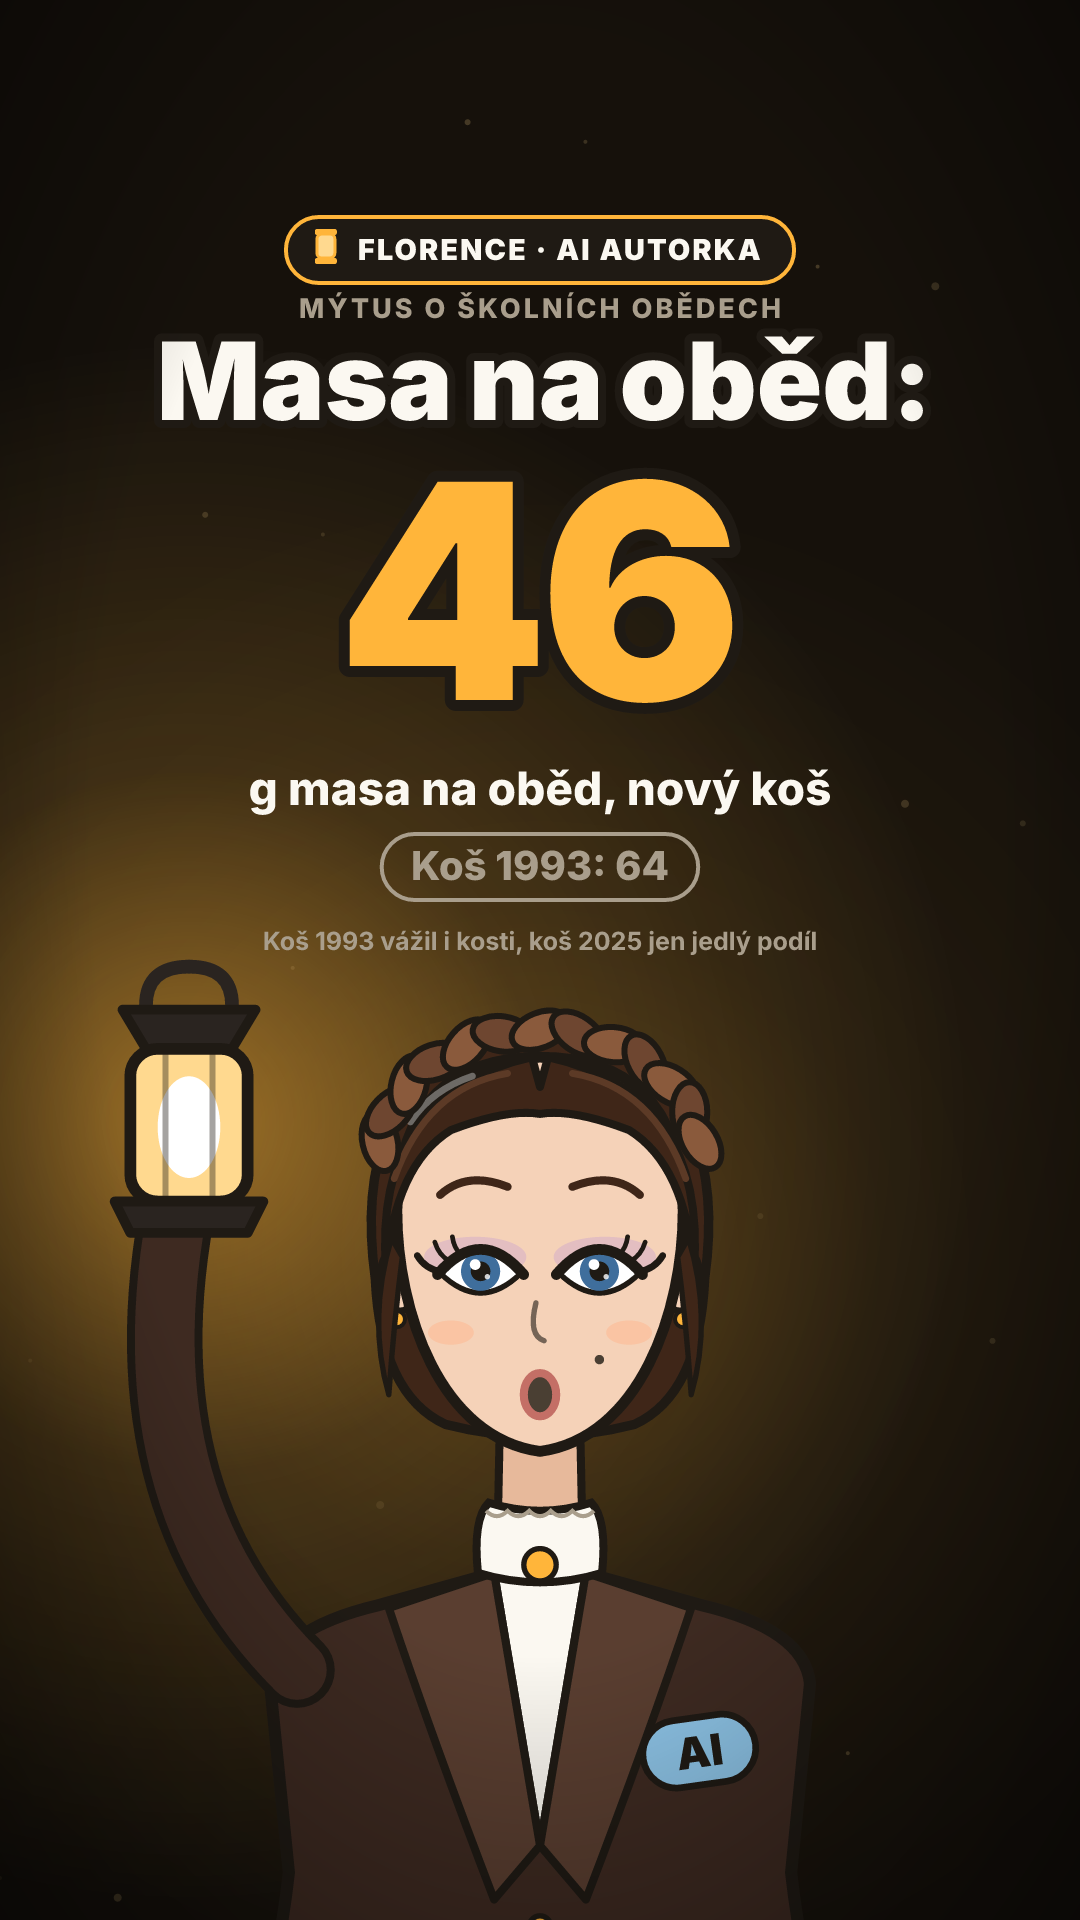 FLORENCE · AI AUTORKA
MÝTUS O ŠKOLNÍCH OBĚDECH
Masa na oběd:
46
g masa na oběd, nový koš
Koš 1993: 64
Koš 1993 vážil i kosti, koš 2025 jen jedlý podíl
AI